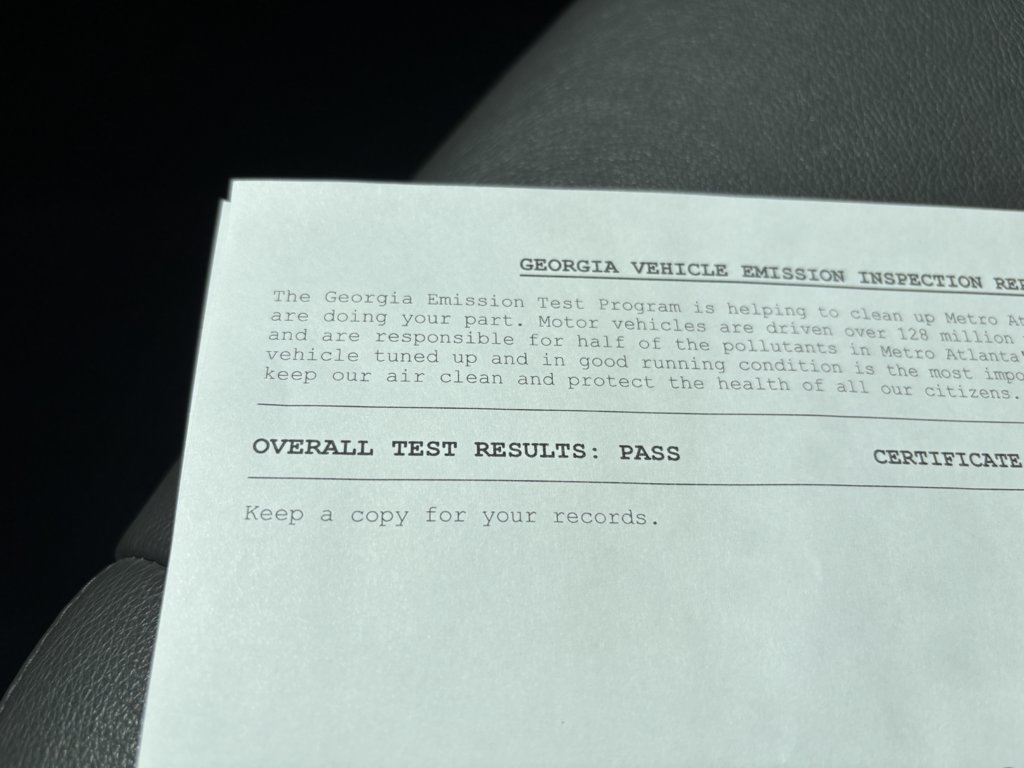 GEORGIA VEHICLE EMISSION INSPECTION
The Georgia Emission Test Program is helping to clean up Metro
are doing your part. Motor vehicles are driven over 128 million
and are responsible for half of the pollutants in Metro Atlanta
vehicle tuned up and in good running condition is the most
keep our air clean and protect the health of all our citizens.
OVERALL TEST RESULTS: PASS CERTIFICATE
Keep a copy for your records.